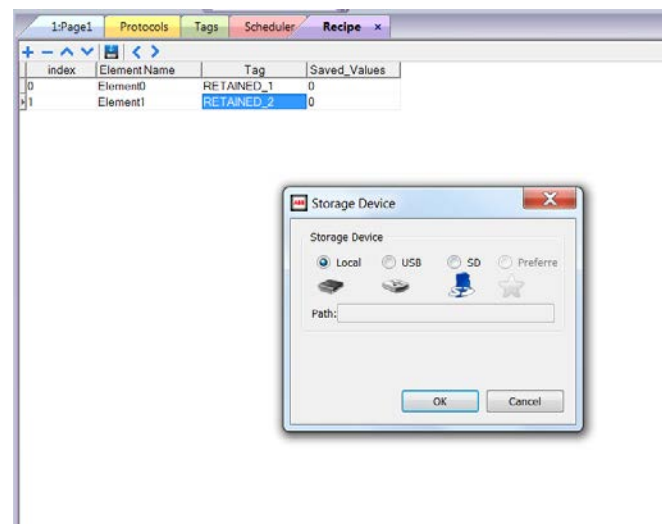 1:Page1 Protocols Tags Scheduler Recipe ×
index Element Name Tag Saved_Values
0 Element0 RETAINED_1 0
1 Element1 RETAINED_2 0
ABB Storage Device X
Storage Device
Local USB SD Preferre
Path:
OK Cancel